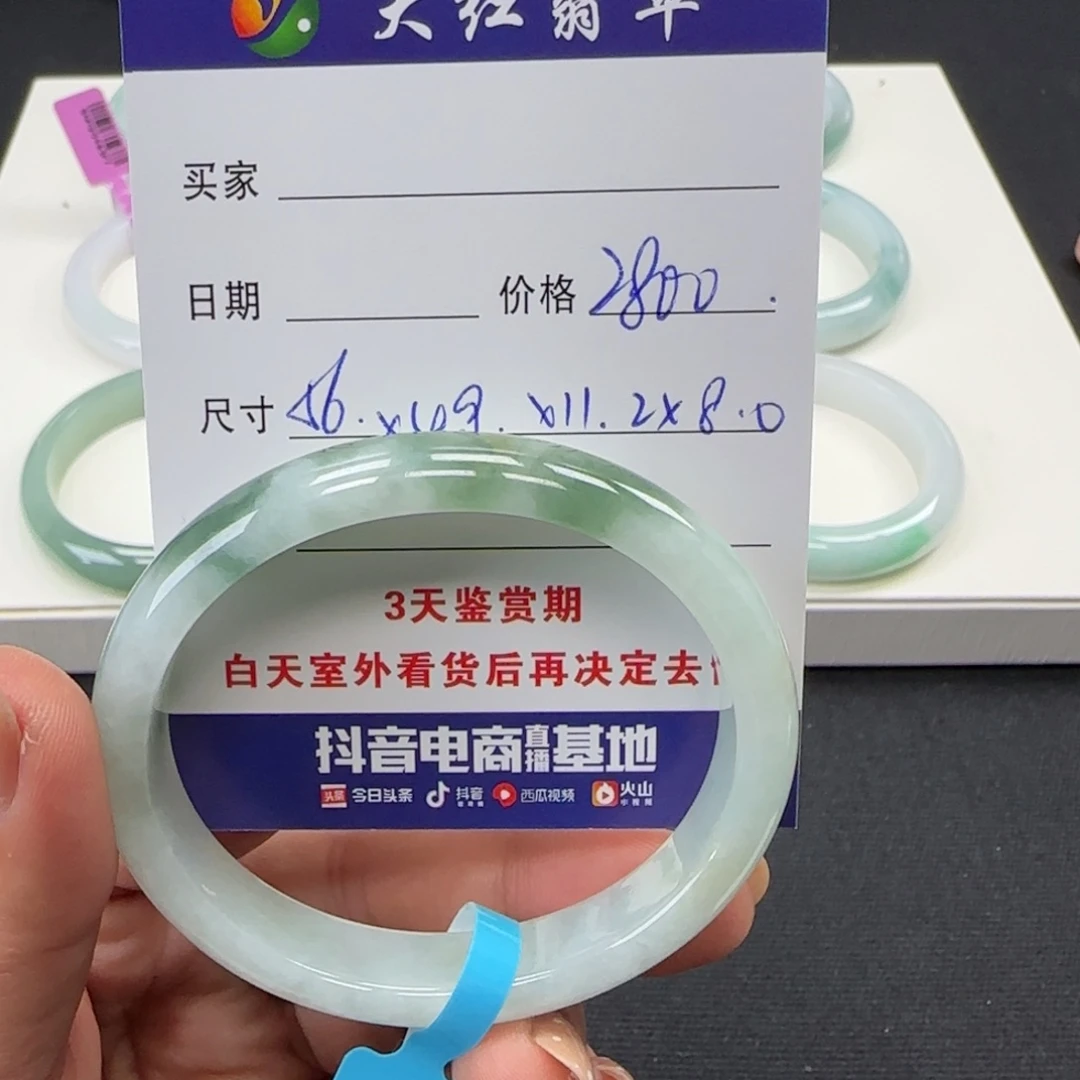 大红翡翠
买家
日期 价格 2800.
尺寸 56. x11.2x8.0
3天鉴赏期
白天室外看货后再决定去
抖音电商直播基地
头条 今日头条 抖音 西瓜视频 火山